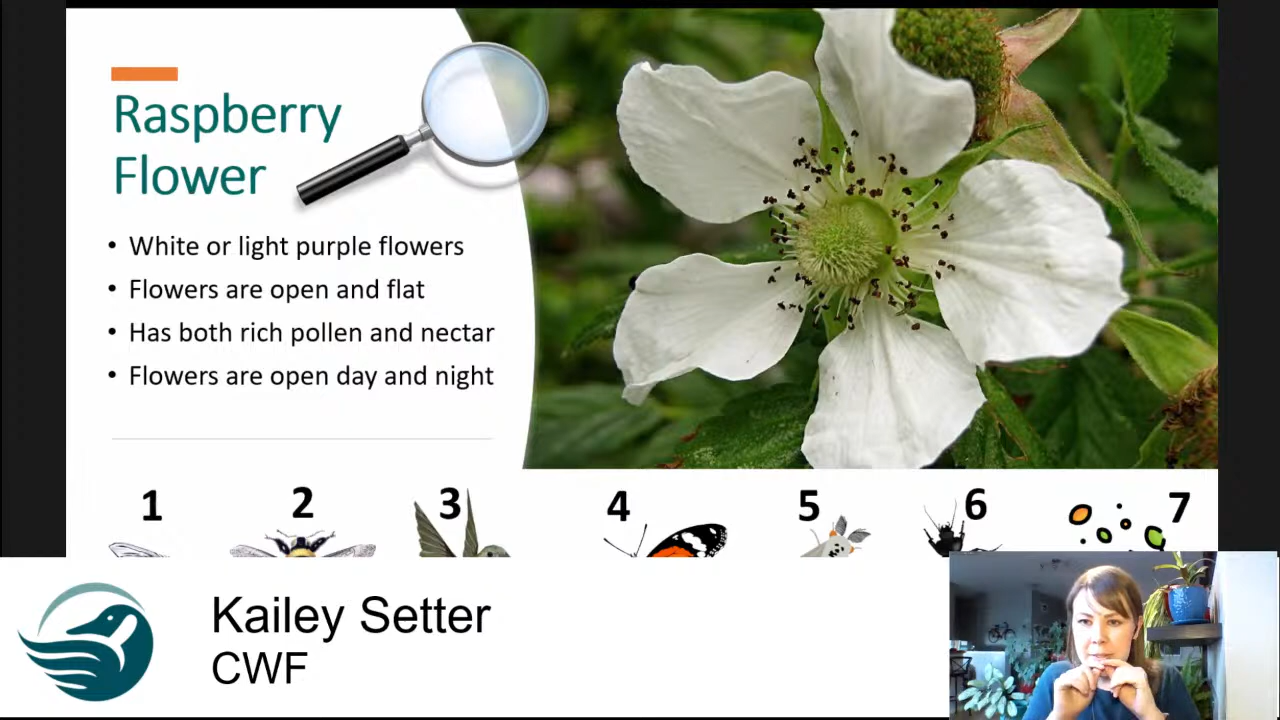 Raspberry
Flower
• White or light purple flowers
• Flowers are open and flat
• Has both rich pollen and nectar
• Flowers are open day and night
1 2 3 4 5 6 7
Kailey Setter
CWF